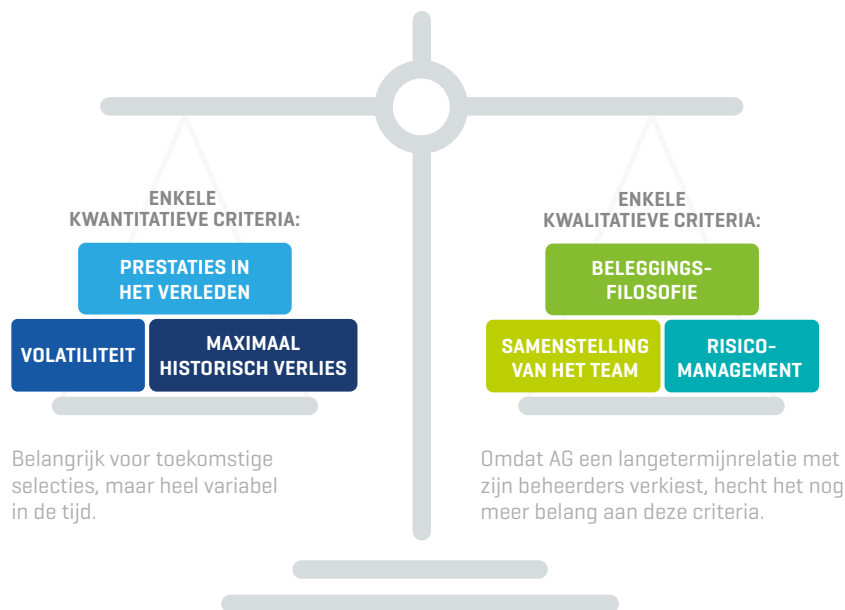 ENKELE
KWANTITATIEVE CRITERIA:
PRESTATIES IN
HET VERLEDEN
VOLATILITEIT
MAXIMAAL
HISTORISCH VERLIES
Belangrijk voor toekomstige
selecties, maar heel variabel
in de tijd.
ENKELE
KWALITATIEVE CRITERIA:
BELEGGINGS-
FILOSOFIE
SAMENSTELLING
VAN HET TEAM
RISICO-
MANAGEMENT
Omdat AG een langetermijnrelatie met
zijn beheerders verkiest, hecht het nog
meer belang aan deze criteria.